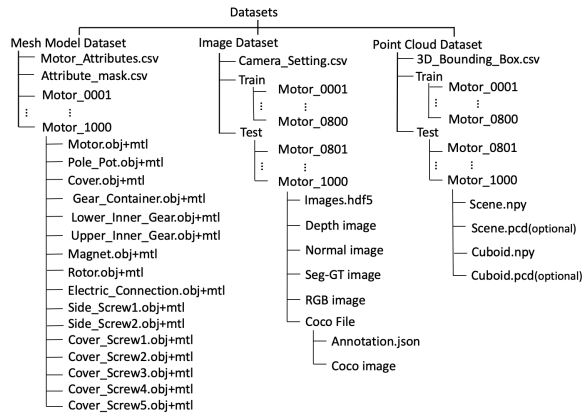 Datasets
Mesh Model Dataset
Motor_Attributes.csv
Attribute_mask.csv
Motor_0001
⋮ ⋮
Motor_1000
Motor.obj+mtl
Pole_Pot.obj+mtl
Cover.obj+mtl
Gear_Container.obj+mtl
Lower_Inner_Gear.obj+mtl
Upper_Inner_Gear.obj+mtl
Magnet.obj+mtl
Rotor.obj+mtl
Electric_Connection.obj+mtl
Side_Screw1.obj+mtl
Side_Screw2.obj+mtl
Cover_Screw1.obj+mtl
Cover_Screw2.obj+mtl
Cover_Screw3.obj+mtl
Cover_Screw4.obj+mtl
Cover_Screw5.obj+mtl
Image Dataset
Camera_Setting.csv
Train
Motor_0001
⋮ ⋮
Motor_0800
Test
Motor_0801
⋮ ⋮
Motor_1000
Images.hdf5
Depth image
Normal image
Seg-GT image
RGB image
Coco File
Annotation.json
Coco image
Point Cloud Dataset
3D_Bounding_Box.csv
Train
Motor_0001
⋮ ⋮
Motor_0800
Test
Motor_0801
⋮ ⋮
Motor_1000
Scene.npy
Scene.pcd(optional)
Cuboid.npy
Cuboid.pcd(optional)